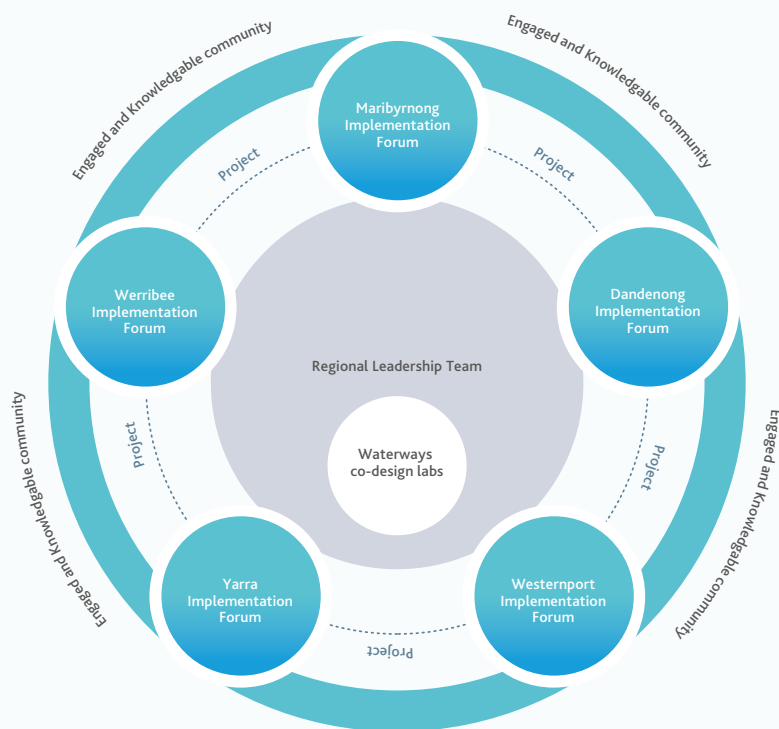 Engaged and Knowledgable community
Engaged and Knowledgable community
Maribyrnong
Implementation
Forum
Project
Project
Werribee
Implementation
Forum
Dandenong
Implementation
Forum
Regional Leadership Team
Waterways
co-design labs
Project
Project
Engaged and Knowledgable community
Engaged and Knowledgable community
Yarra
Implementation
Forum
Westernport
Implementation
Forum
Project